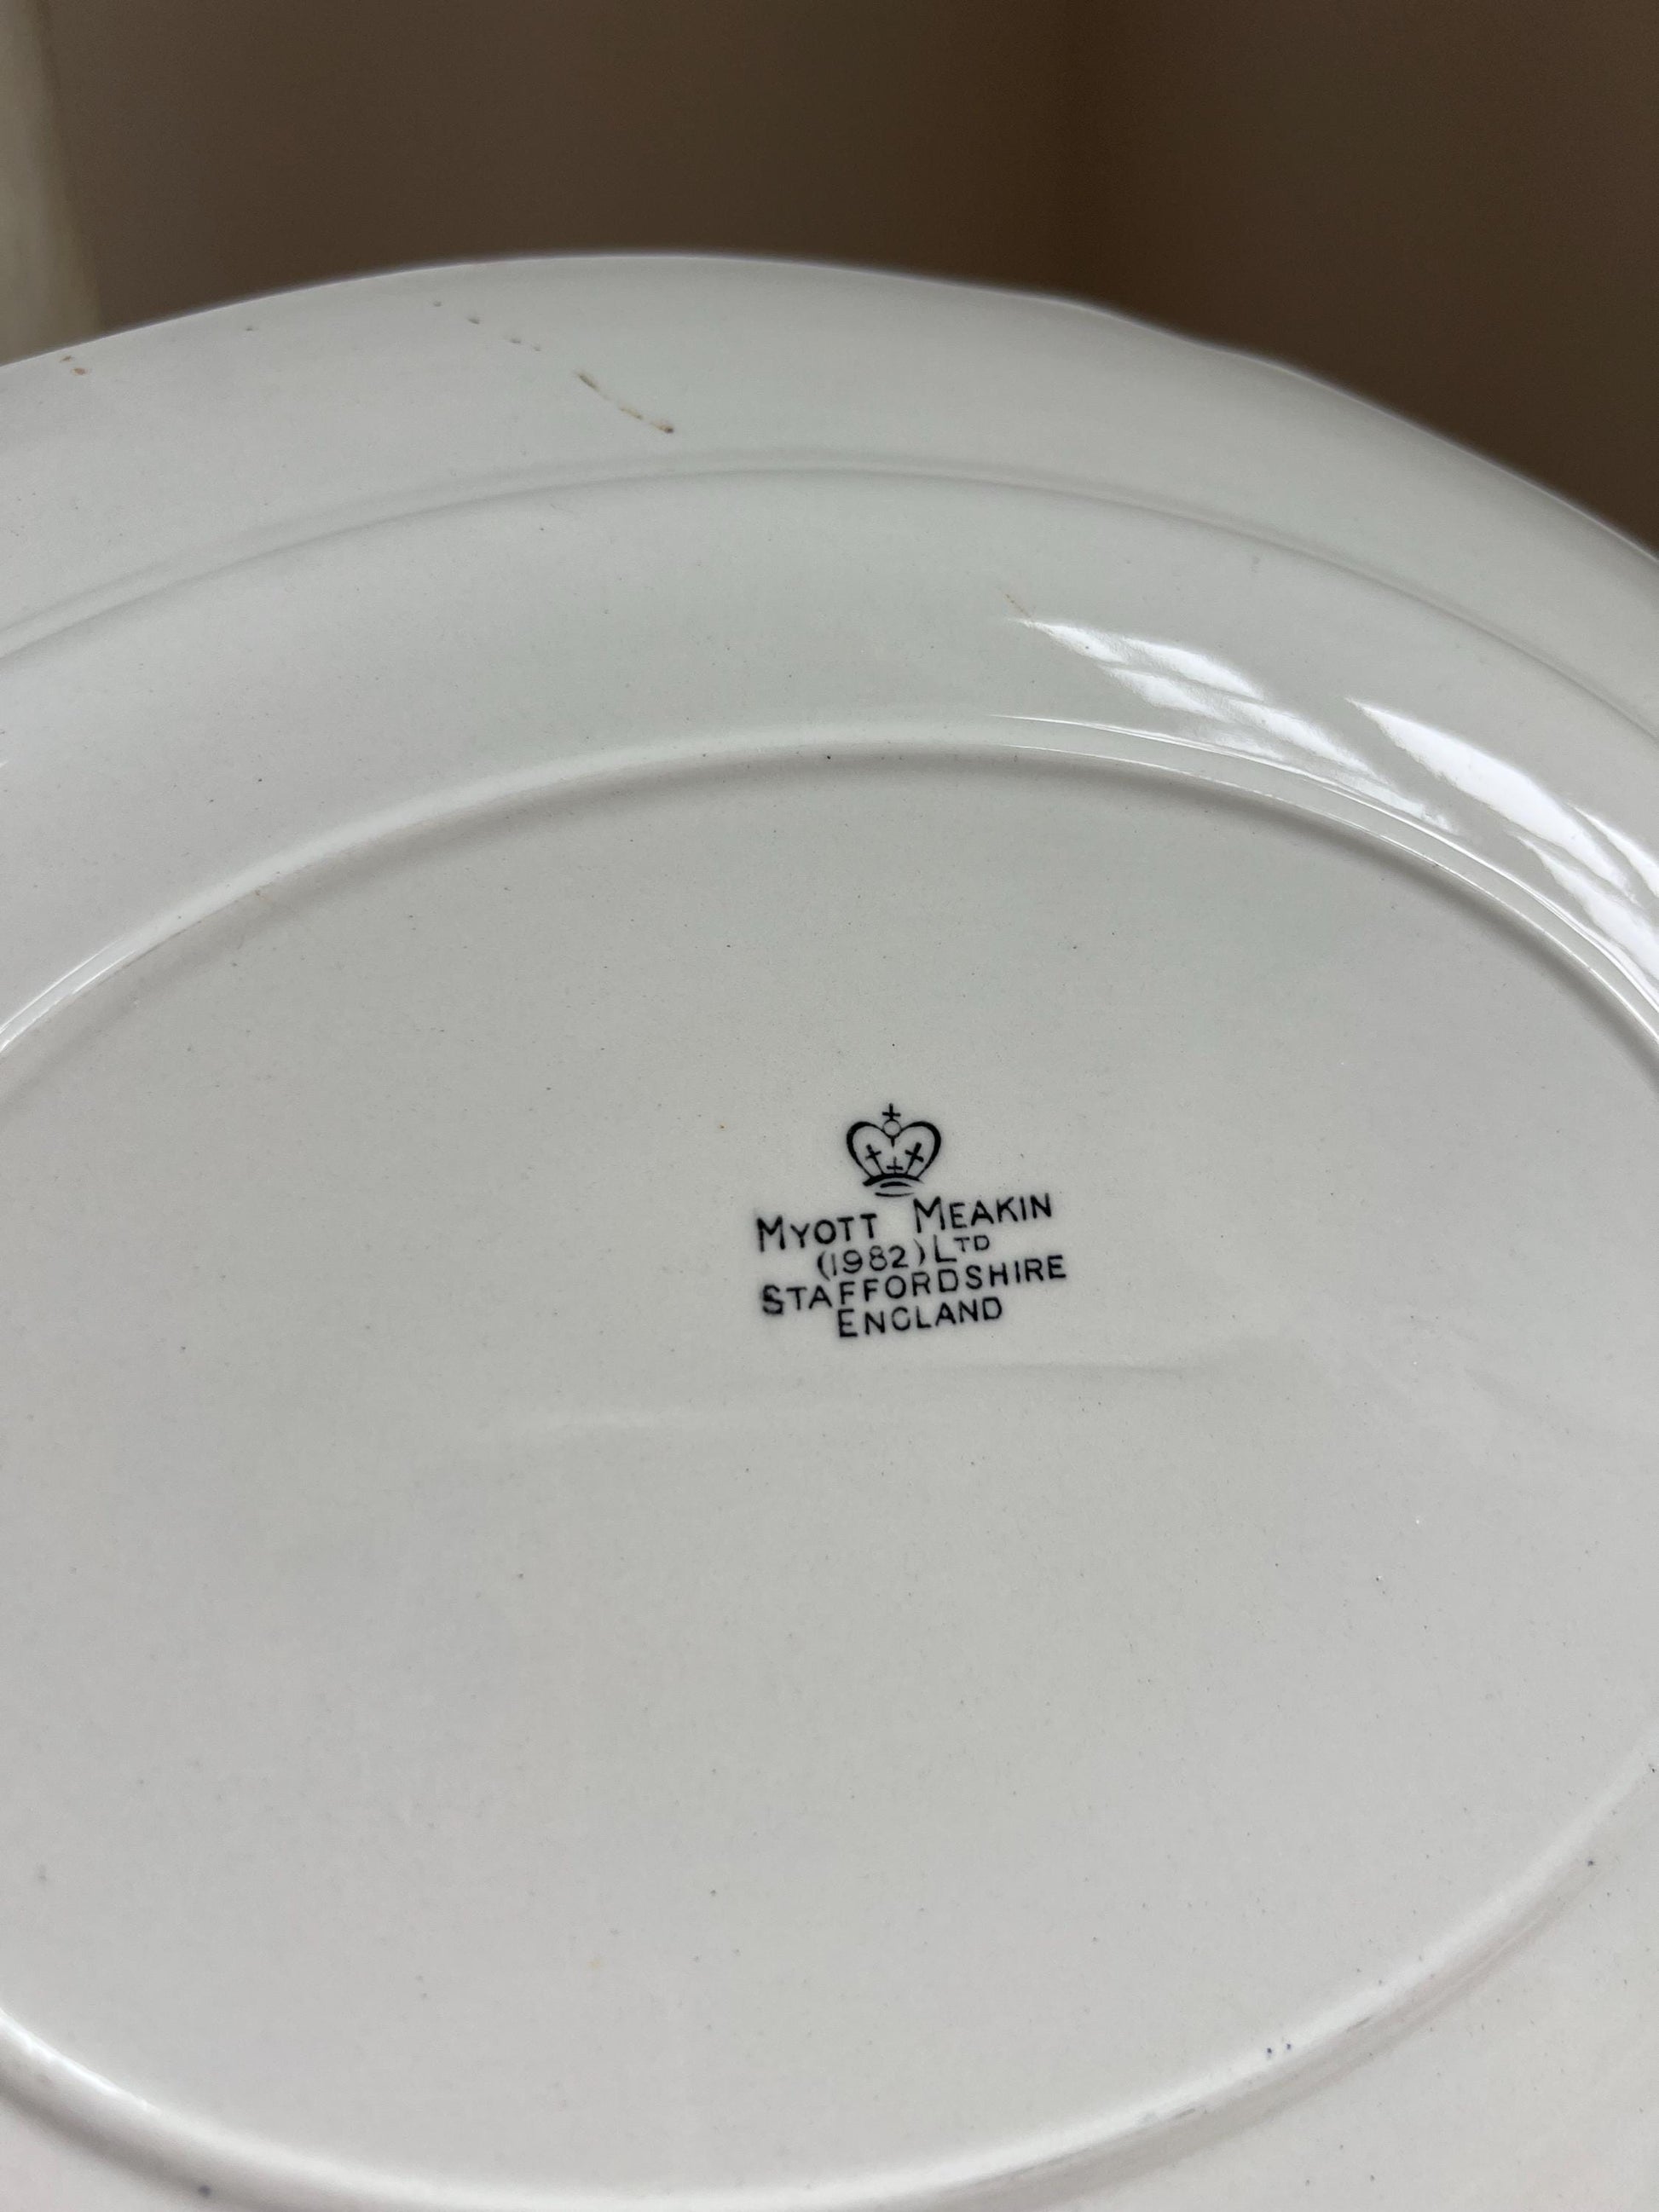 MYOTT MEAKIN
(1982) LTD
STAFFORDSHIRE
ENGLAND